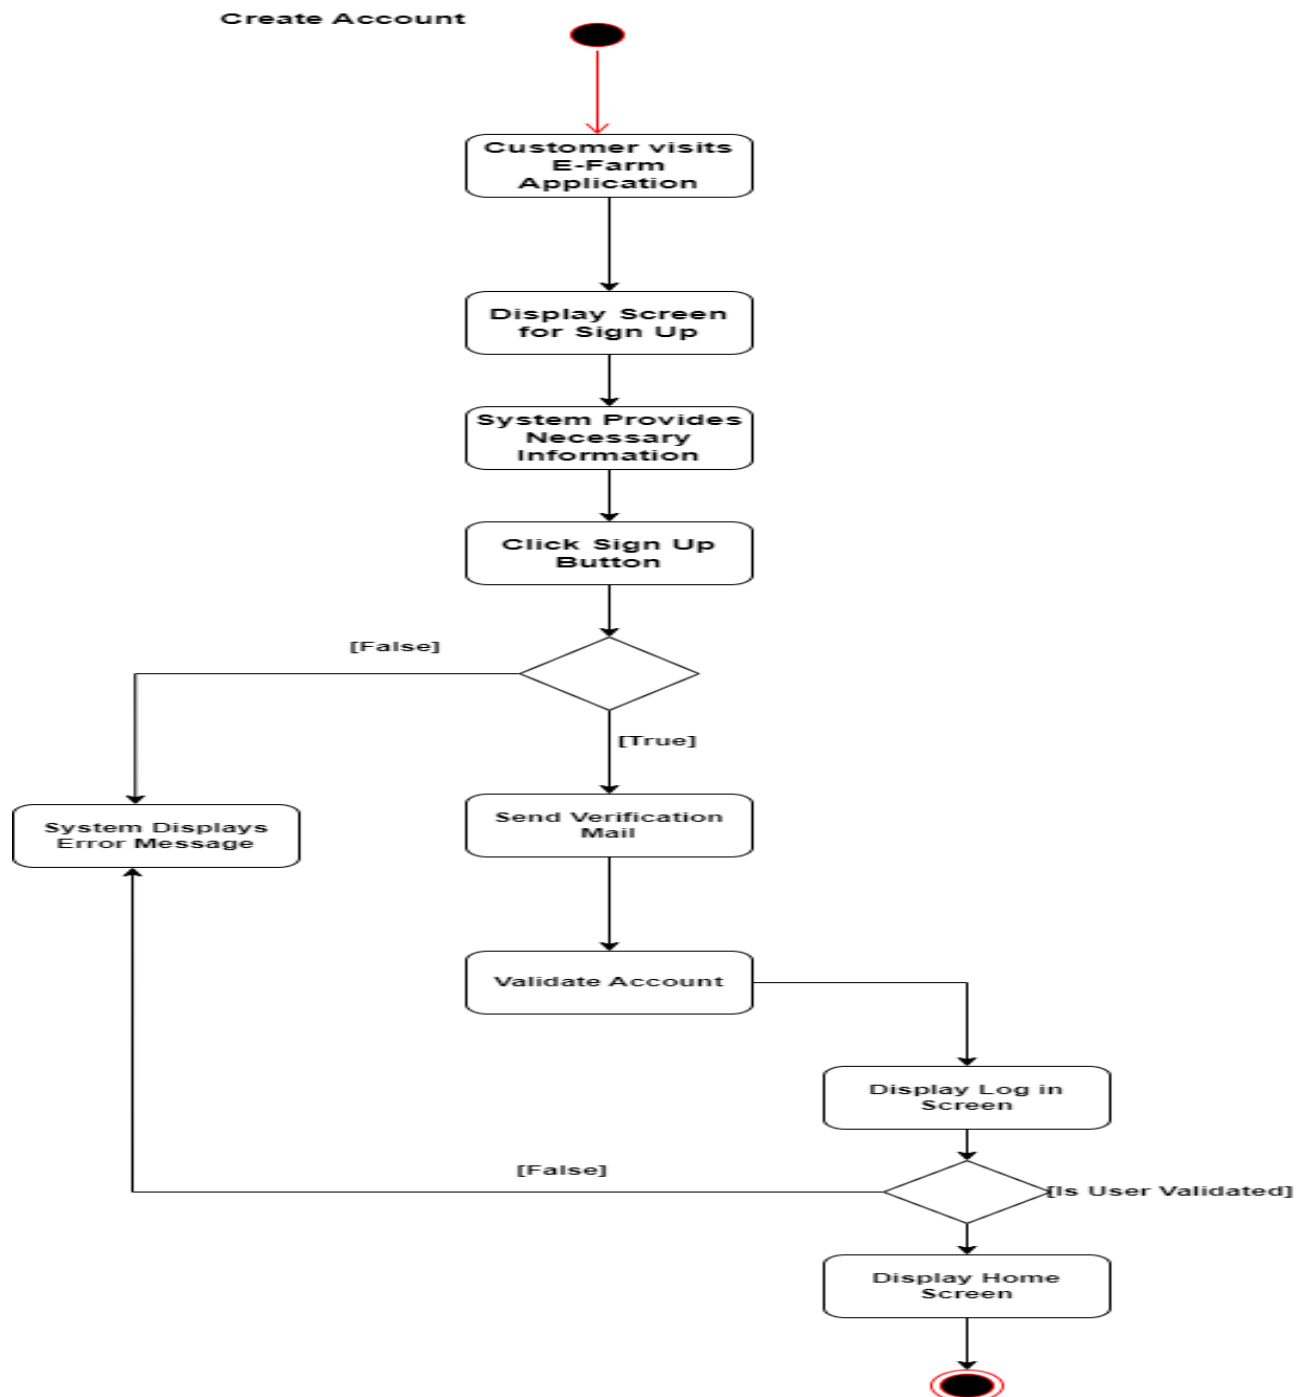 Create Account
Customer visits
E-Farm
Application
Display Screen
for Sign Up
System Provides
Necessary
Information
Click Sign Up
Button
[False]
[True]
System Displays
Error Message
Send Verification
Mail
Validate Account
Display Log in
Screen
[False]
[Is User Validated]
Display Home
Screen